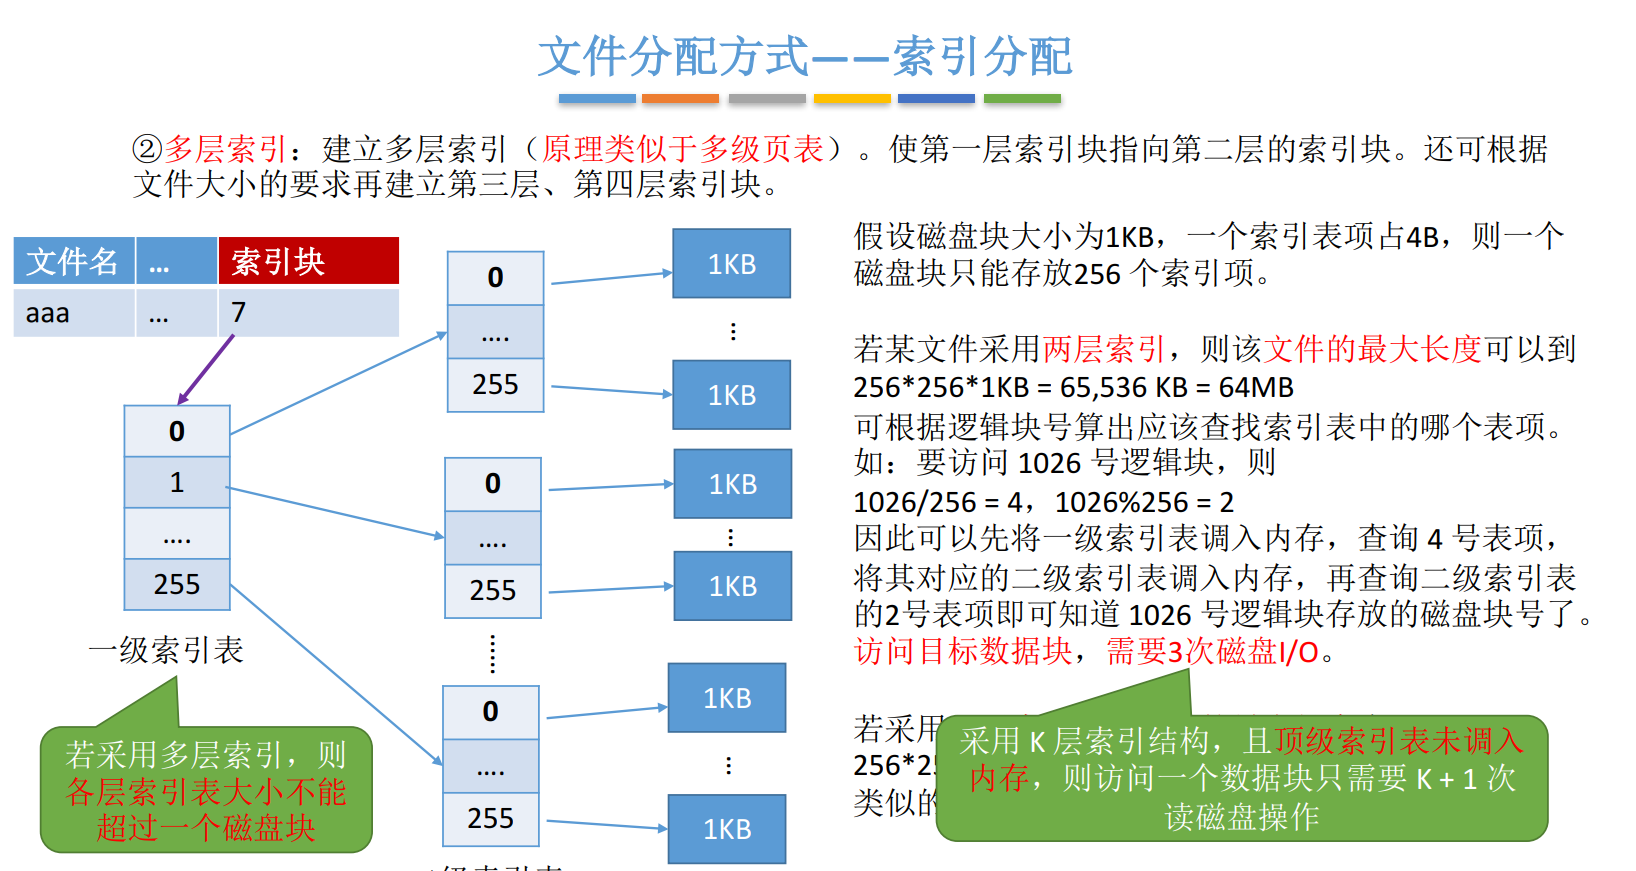 文件分配方式——索引分配
②多层索引：建立多层索引（原理类似于多级页表）。使第一层索引块指向第二层的索引块。还可根据
文件大小的要求再建立第三层、第四层索引块。
文件名 … 索引块
aaa … 7
0
1
….
255
一级索引表
若采用多层索引，则
各层索引表大小不能
超过一个磁盘块
0
….
255
0
….
255
⋮
0
….
255
1KB
⋮
1KB
1KB
⋮
1KB
1KB
⋮
1KB
假设磁盘块大小为1KB，一个索引表项占4B，则一个
磁盘块只能存放256 个索引项。
若某文件采用两层索引，则该文件的最大长度可以到
256*256*1KB = 65,536 KB = 64MB
可根据逻辑块号算出应该查找索引表中的哪个表项。
如：要访问 1026 号逻辑块，则
1026/256 = 4，1026%256 = 2
因此可以先将一级索引表调入内存，查询 4 号表项，
将其对应的二级索引表调入内存，再查询二级索引表
的2号表项即可知道 1026 号逻辑块存放的磁盘块号了。
访问目标数据块，需要3次磁盘I/O。
若采用
256*2
类似的
采用 K 层索引结构，且顶级索引表未调入
内存，则访问一个数据块只需要 K + 1 次
读磁盘操作